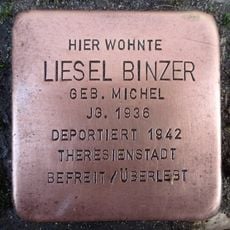 HIER WOHNTE
LIESEL BINZER
GEB. MICHEL
JG. 1936
DEPORTIERT 1942
THERESIENSTADT
BEFREIT/ÜBERLEBT